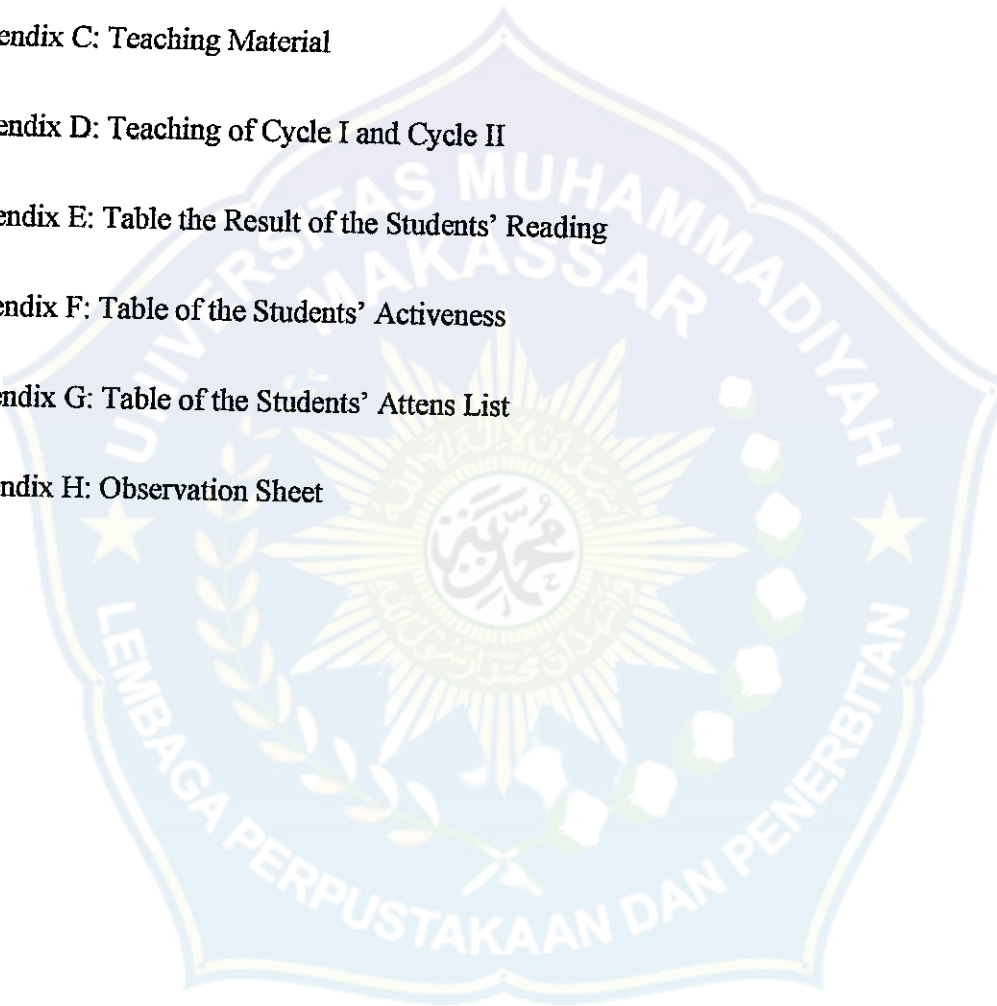 endix C: Teaching Material
endix D: Teaching of Cycle I and Cycle II
endix E: Table the Result of the Students' Reading
endix F: Table of the Students' Activeness
endix G: Table of the Students' Attens List
endix H: Observation Sheet
UNIVERSITAS MUHAMMADIYAH
MAKASSAR
LEMBAGA PERPUSTAKAAN DAN PENERBITAN